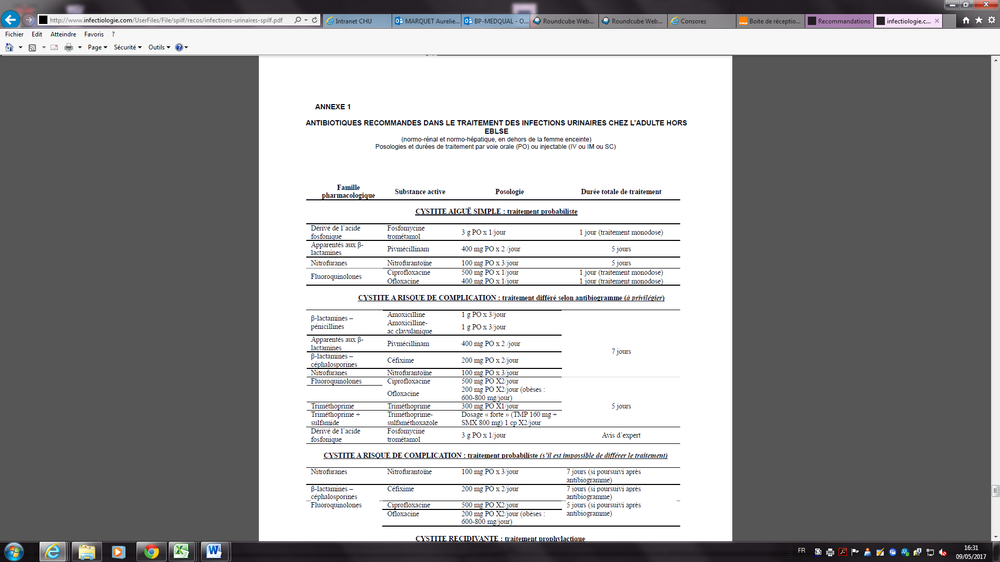 http://www.infectiologie.com/UserFiles/File/spilf/recos/infections-urinaires-spilf.pdf
Intranet CHU
MARQUET Aurelie...
BP-MEDQUAL - O...
Roundcube Web...
Roundcube Web...
Consores
Boite de réceptio...
Recommandations
infectiologie.c...
Fichier Edit Atteindre Favoris ?
Page Sécurité Outils
ANNEXE 1
ANTIBIOTIQUES RECOMMANDES DANS LE TRAITEMENT DES INFECTIONS URINAIRES CHEZ L'ADULTE HORS
EBLSE
(normo-rénal et normo-hépatique, en dehors de la femme enceinte)
Posologies et durées de traitement par voie orale (PO) ou injectable (IV ou IM ou SC)
Famille
pharmacologique
Substance active
Posologie
Durée totale de traitement
CYSTITE AIGUË SIMPLE : traitement probabiliste
Dérivé de l'acide
fosfonique
Fosfomycine
trométamol
3 g PO x 1/jour
1 jour (traitement monodose)
Apparentés aux β-
lactamines
Pivmécillinam
400 mg PO x 2 /jour
5 jours
Nitrofuranes
Nitrofurantoïne
100 mg PO x 3/jour
5 jours
Fluoroquinolones
Ciprofloxacine
500 mg PO x 1/jour
1 jour (traitement monodose)
Ofloxacine
400 mg PO x 1/jour
1 jour (traitement monodose)
CYSTITE A RISQUE DE COMPLICATION : traitement différé selon antibiogramme (à privilégier)
β-lactamines –
pénicillines
Amoxicilline
1 g PO x 3/jour
Amoxicilline-
ac clavulanique
1 g PO x 3/jour
Apparentés aux β-
lactamines
Pivmécillinam
400 mg PO x 2 /jour
7 jours
β-lactamines –
céphalosporines
Céfixime
200 mg PO x 2/jour
Nitrofuranes
Nitrofurantoïne
100 mg PO x 3/jour
Fluoroquinolones
Ciprofloxacine
500 mg PO X2/jour
Ofloxacine
200 mg PO X2/jour (obèses :
600-800 mg/jour)
Triméthoprime
Triméthoprime
300 mg PO X1/jour
5 jours
Triméthoprime +
sulfamide
Triméthoprime-
sulfaméthoxazole
Dosage « forte » (TMP 160 mg +
SMX 800 mg) 1 cp X2/jour
Dérivé de l'acide
fosfonique
Fosfomycine
trométamol
3 g PO x 1/jour
Avis d'expert
CYSTITE A RISQUE DE COMPLICATION : traitement probabiliste (s'il est impossible de différer le traitement)
Nitrofuranes
Nitrofurantoïne
100 mg PO x 3/jour
7 jours (si poursuivi après
antibiogramme)
β-lactamines –
céphalosporines
Céfixime
200 mg PO x 2/jour
7 jours (si poursuivi après
antibiogramme)
Fluoroquinolones
Ciprofloxacine
500 mg PO X2/jour
5 jours (si poursuivi après
antibiogramme)
Ofloxacine
200 mg PO X2/jour (obèses :
600-800 mg/jour)
CYSTITE RECIDIVANTE : traitement prophylactique
FR
16:31
09/05/2017